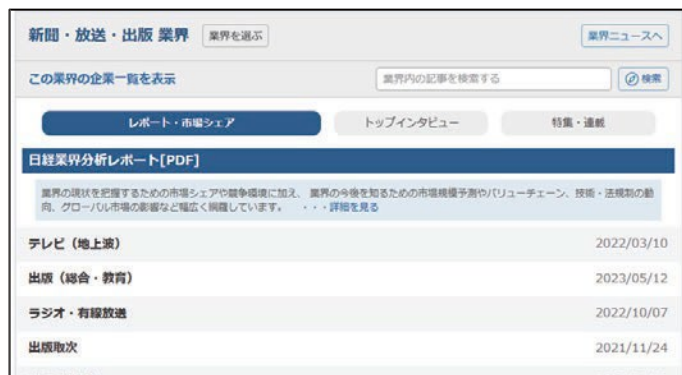 新聞・放送・出版 業界 業界を選ぶ 業界ニュースへ
この業界の企業一覧を表示 業界内の記事を検索する 検索
レポート・市場シェア トップインタビュー 特集・連載
日経業界分析レポート[PDF]
業界の現状を把握するための市場シェアや競争環境に加え、 業界の今後を知るための市場規模予測やバリューチェーン、技術・法規制の動
向、グローバル市場の影響など幅広く網羅しています。 ・・・詳細を見る
テレビ（地上波） 2022/03/10
出版（総合・教育） 2023/05/12
ラジオ・有線放送 2022/10/07
出版取次 2021/11/24